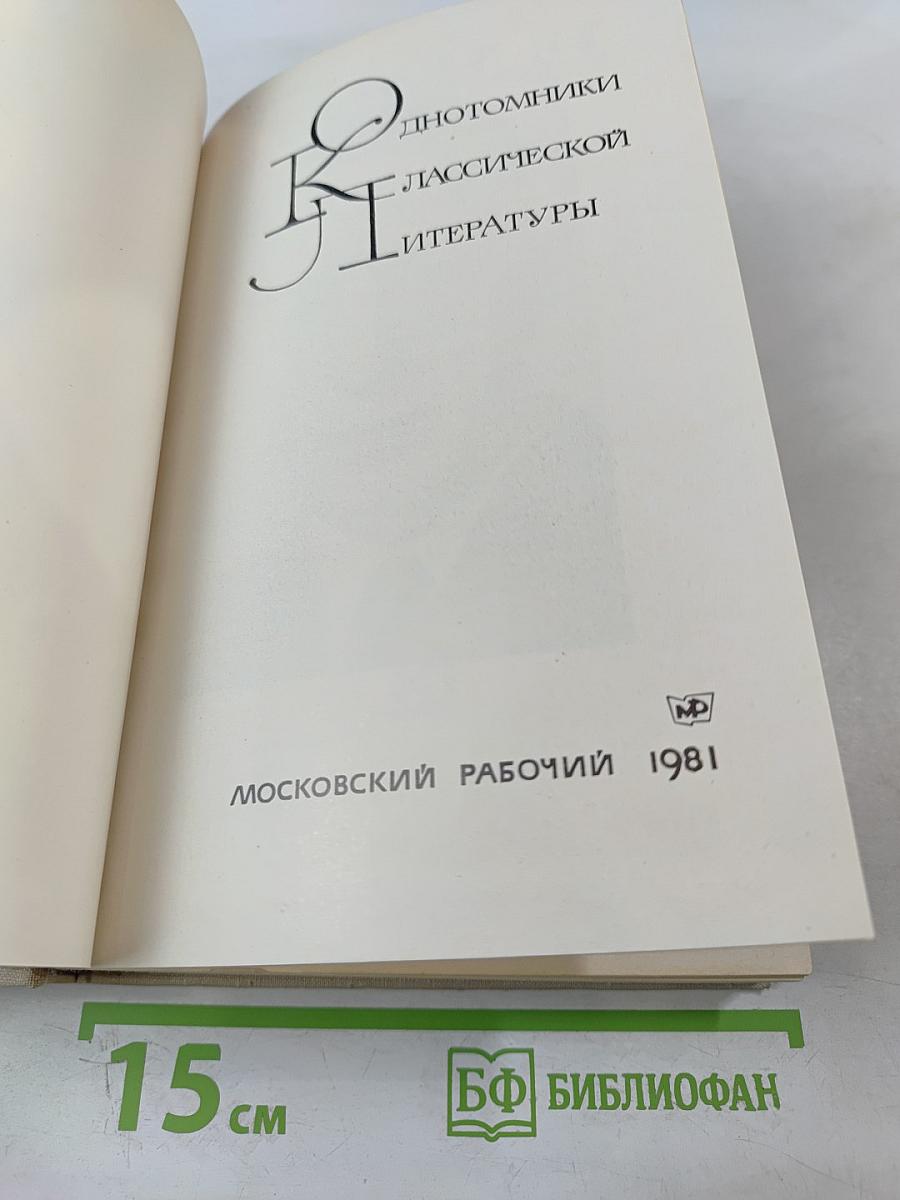 Однотомники
Классической
Литературы
МР
МОСКОВСКИЙ РАБОЧИЙ 1981
15 см
БФ БИБЛИОФАН